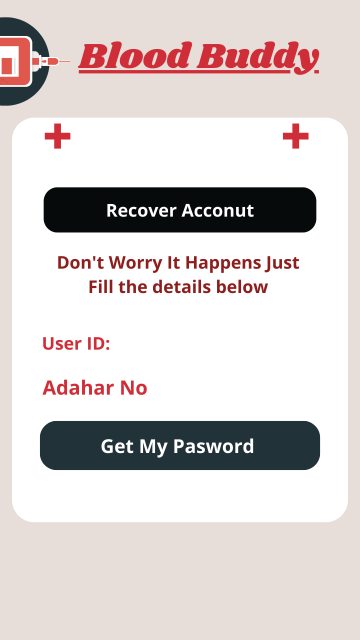 Blood Buddy
Recover Acconut
Don't Worry It Happens Just
Fill the details below
User ID:
Adahar No
Get My Pasword